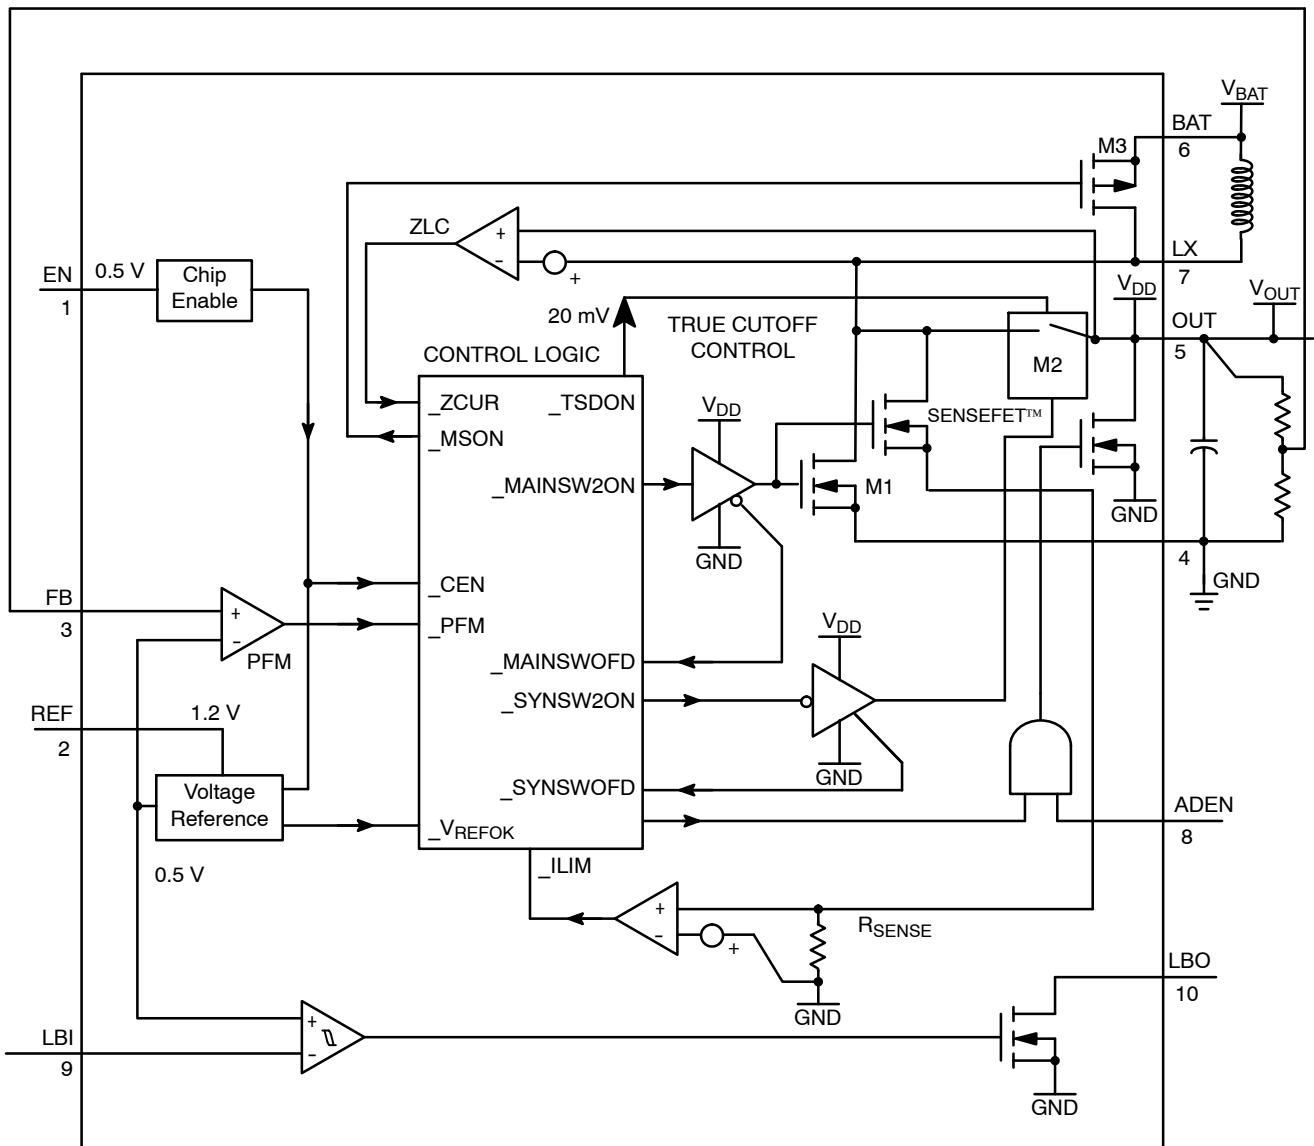 V_BAT
BAT
6
M3
ZLC
+
-
+
LX
7
EN
0.5 V
1
Chip
Enable
V_DD
V_OUT
20 mV
TRUE CUTOFF
CONTROL
OUT
5
CONTROL LOGIC
M2
_ZCUR
_TSDON
V_DD
SENSEFET™
_MSON
_MAINSW2ON
M1
GND
GND
4
GND
_CEN
FB
3
+
-
PFM
_PFM
V_DD
_MAINSWOFD
REF
2
1.2 V
_SYNSW2ON
GND
Voltage
Reference
_SYNSWOFD
ADEN
8
_V_REFOK
0.5 V
_ILIM
+
-
+
R_SENSE
LBO
10
GND
LBI
9
+
-
GND